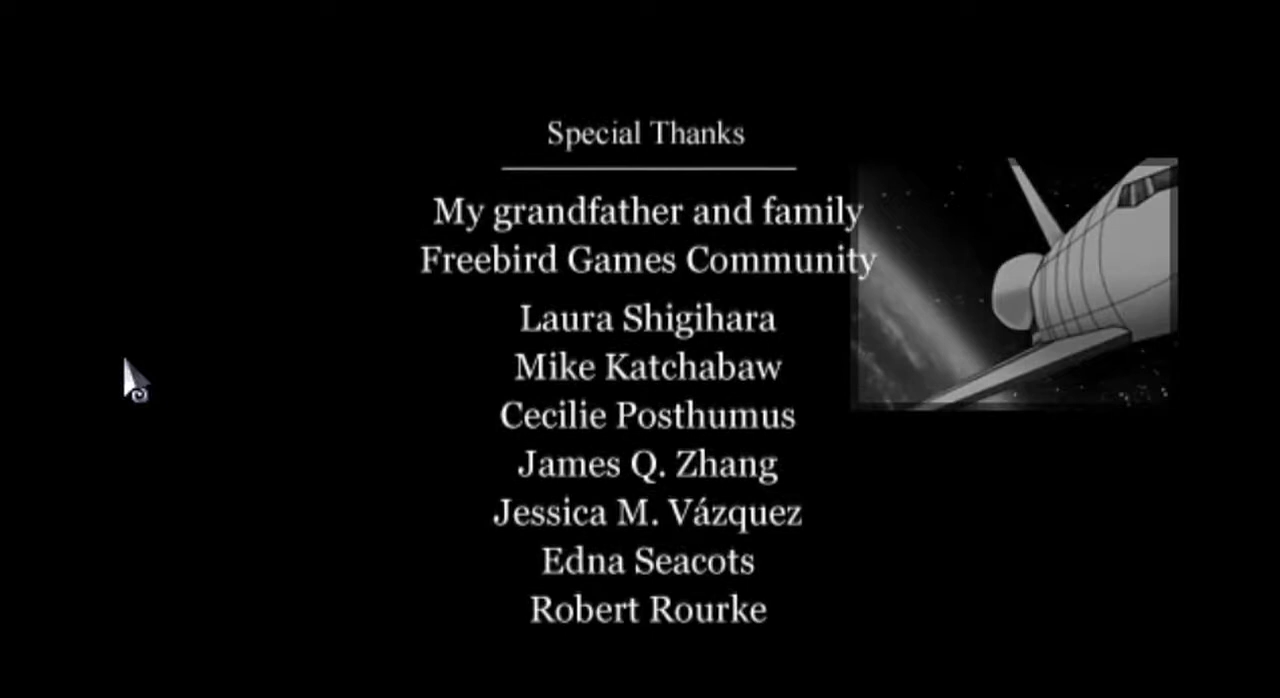 Special Thanks
My grandfather and family
Freebird Games Community
Laura Shigihara
Mike Katchabaw
Cecilie Posthumus
James Q. Zhang
Jessica M. Vázquez
Edna Seacots
Robert Rourke